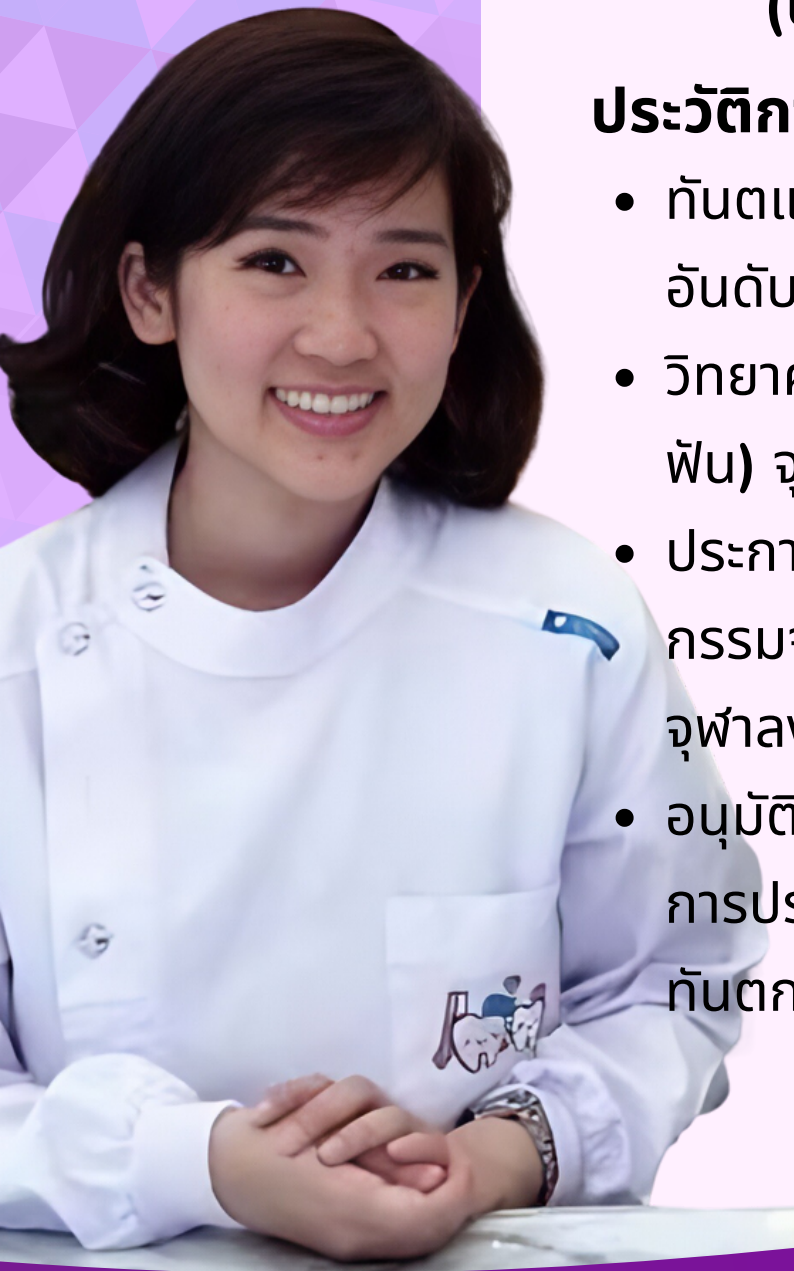 (
ประวัติก
ทันตแ
อันดับ
วิทยาศ
ฟัน) จุ
ประกา
กรรมจ
จุฬาลง
อนุมัติ
การปร
ทันตก